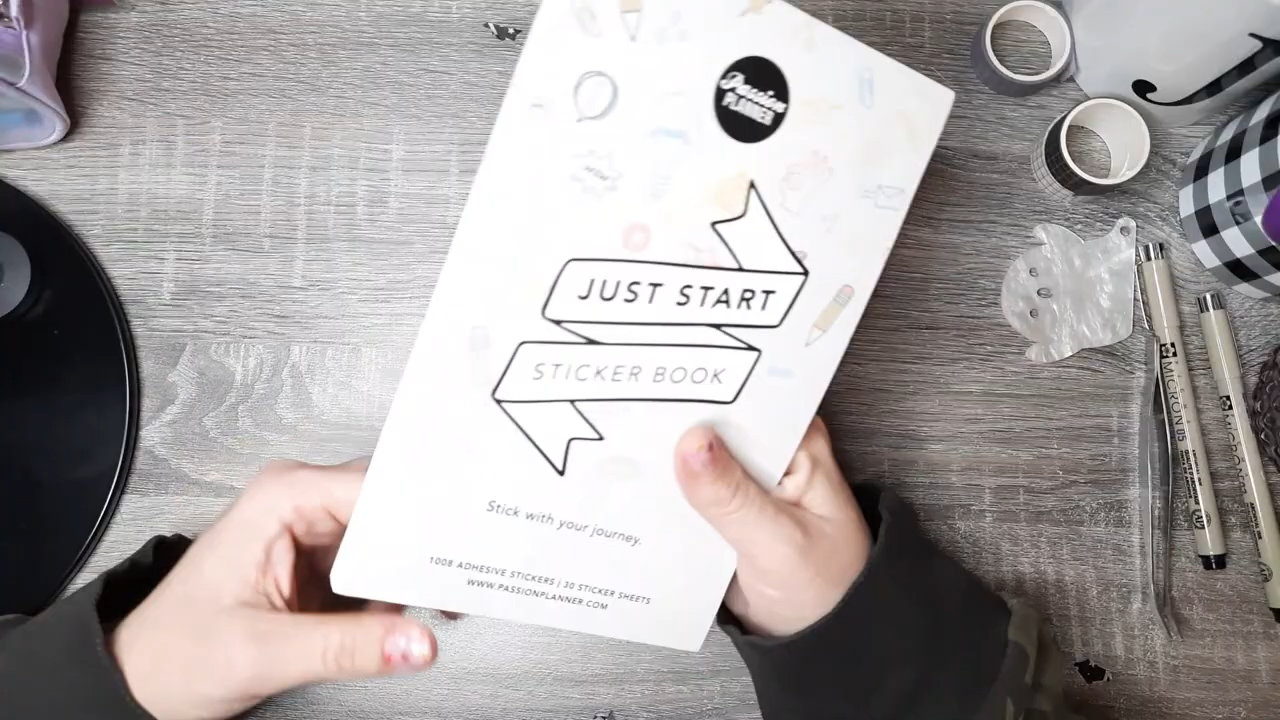 Passion
PLANNER
JUST START
STICKER BOOK
Stick with your journey.
1008 ADHESIVE STICKERS | 30 STICKER SHEETS
WWW.PASSIONPLANNER.COM
MICRON 05
MICRON